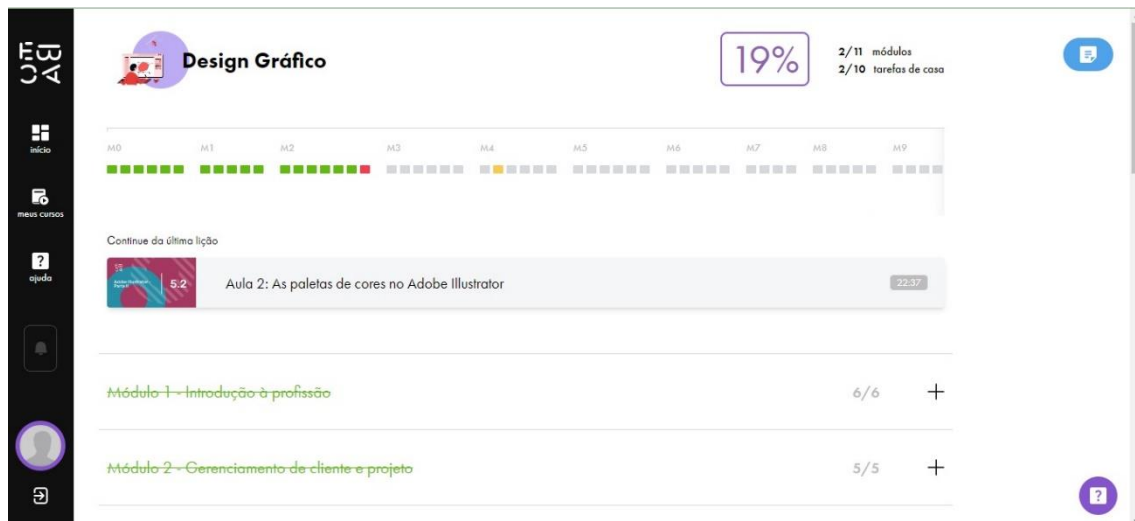 EBAC
início
meus cursos
ajuda
Design Gráfico
19%
2/11 módulos
2/10 tarefas de casa
M0 M1 M2 M3 M4 M5 M6 M7 M8 M9
Continue da última lição
5.2
Aula 2: As paletas de cores no Adobe Illustrator
22:37
Módulo 1 - Introdução à profissão
6/6
Módulo 2 - Gerenciamento de cliente e projeto
5/5